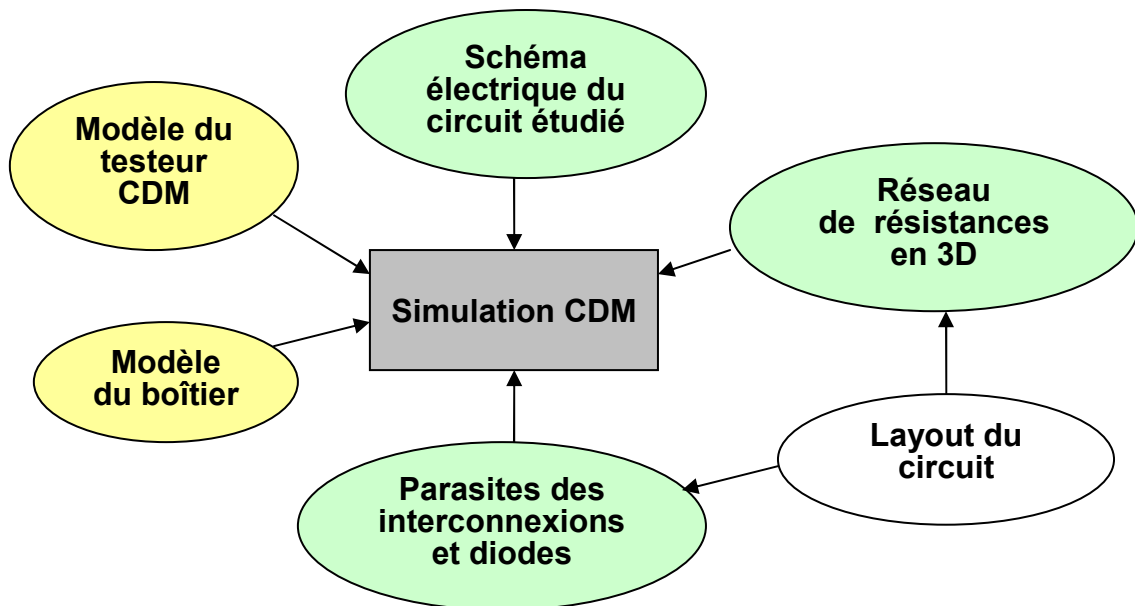 Schéma
électrique du
circuit étudié
Modèle du
testeur
CDM
Réseau
de résistances
en 3D
Simulation CDM
Modèle
du boîtier
Layout du
circuit
Parasites des
interconnexions
et diodes